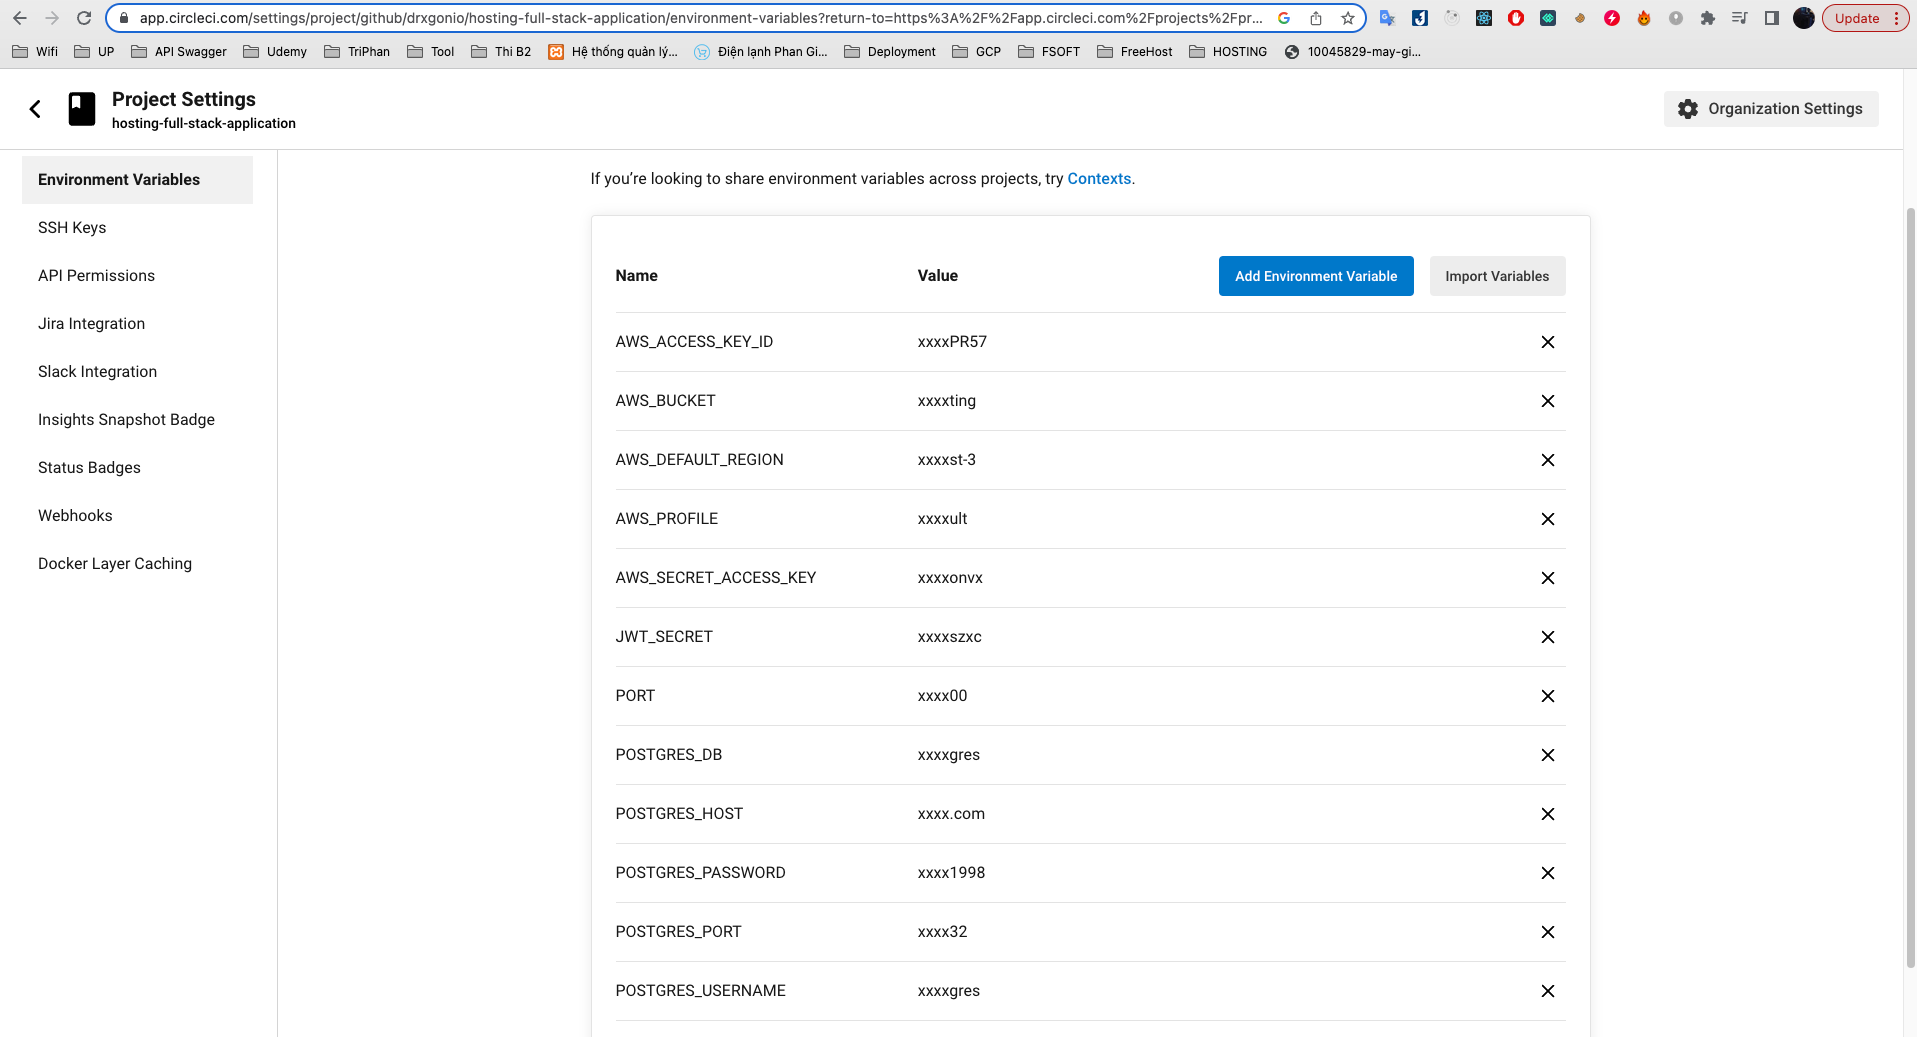 app.circleci.com/settings/project/github/drxgonio/hosting-full-stack-application/environment-variables?return-to=https%3A%2F%2Fapp.circleci.com%2Fprojects%2Fpr...
Update
Wifi UP API Swagger Udemy TriPhan Tool Thi B2 Hệ thống quản lý... Điện lạnh Phan Gi... Deployment GCP FSOFT FreeHost HOSTING 10045829-may-gi...
Project Settings
hosting-full-stack-application
Organization Settings
Environment Variables
SSH Keys
API Permissions
Jira Integration
Slack Integration
Insights Snapshot Badge
Status Badges
Webhooks
Docker Layer Caching
If you’re looking to share environment variables across projects, try Contexts.
Name Value Add Environment Variable Import Variables
AWS_ACCESS_KEY_ID xxxxPR57
AWS_BUCKET xxxxting
AWS_DEFAULT_REGION xxxxst-3
AWS_PROFILE xxxxult
AWS_SECRET_ACCESS_KEY xxxxonvx
JWT_SECRET xxxxszxc
PORT xxxx00
POSTGRES_DB xxxxgres
POSTGRES_HOST xxxx.com
POSTGRES_PASSWORD xxxx1998
POSTGRES_PORT xxxx32
POSTGRES_USERNAME xxxxgres